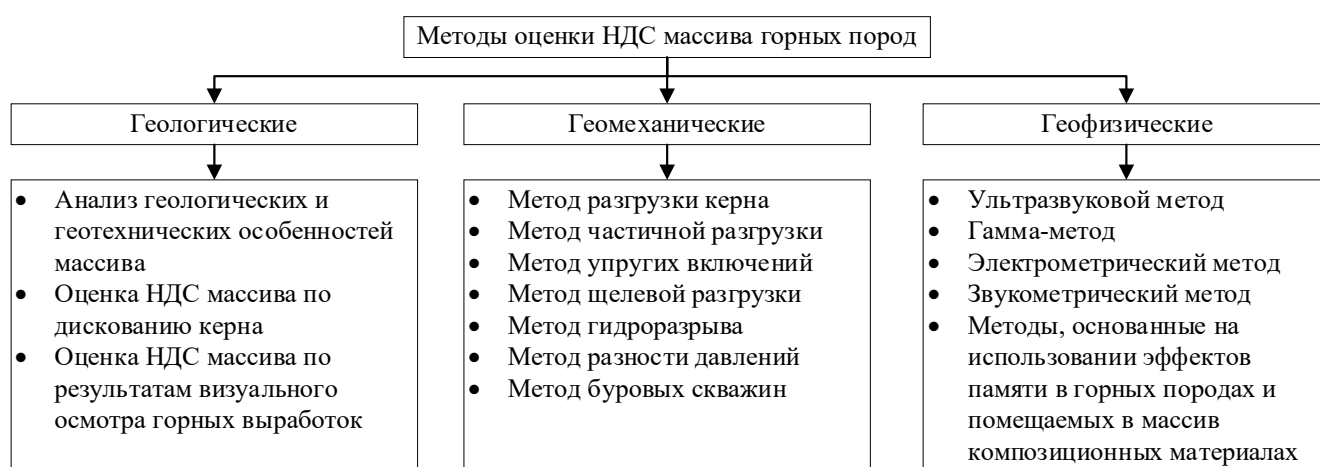 Методы оценки НДС массива горных пород
Геологические
• Анализ геологических и
геотехнических особенностей
массива
• Оценка НДС массива по
дискованию керна
• Оценка НДС массива по
результатам визуального
осмотра горных выработок
Геомеханические
• Метод разгрузки керна
• Метод частичной разгрузки
• Метод упругих включений
• Метод щелевой разгрузки
• Метод гидроразрыва
• Метод разности давлений
• Метод буровых скважин
Геофизические
• Ультразвуковой метод
• Гамма-метод
• Электрометрический метод
• Звукометрический метод
• Методы, основанные на
использовании эффектов
памяти в горных породах и
помещаемых в массив
композиционных материалах